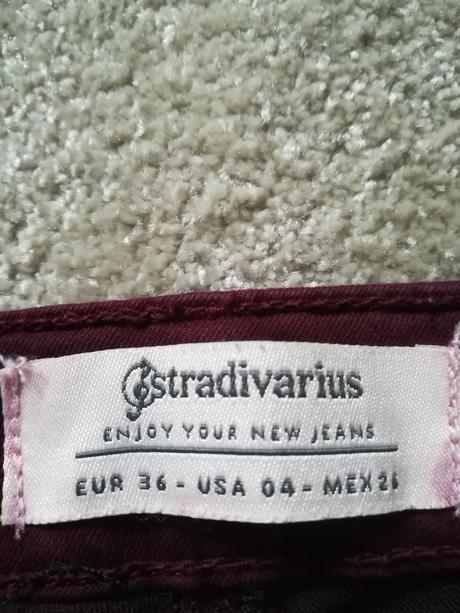 stradivarius
ENJOY YOUR NEW JEANS
EUR 36 - USA 04 - MEX 26